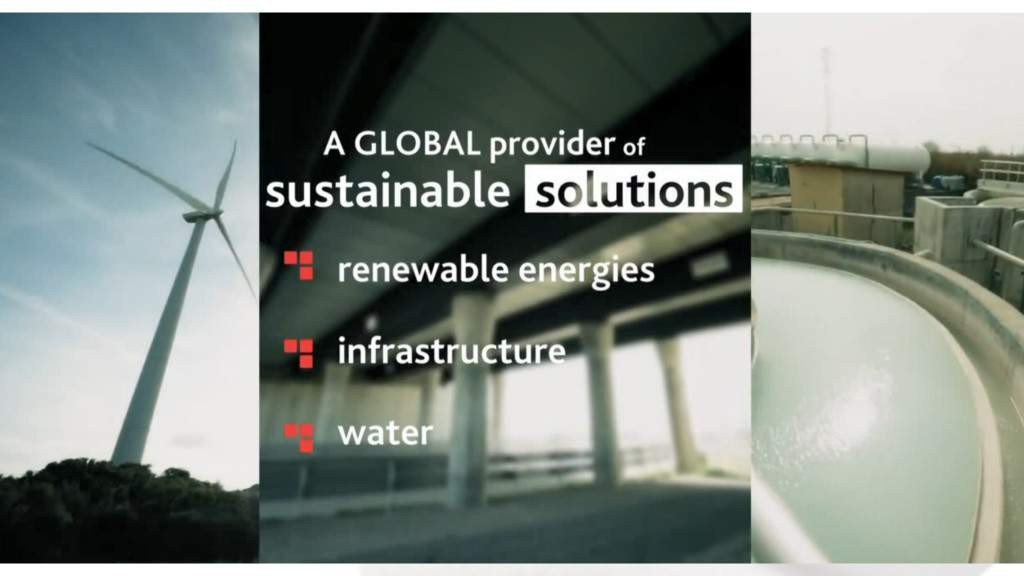 A GLOBAL provider of
sustainable solutions
renewable energies
infrastructure
water